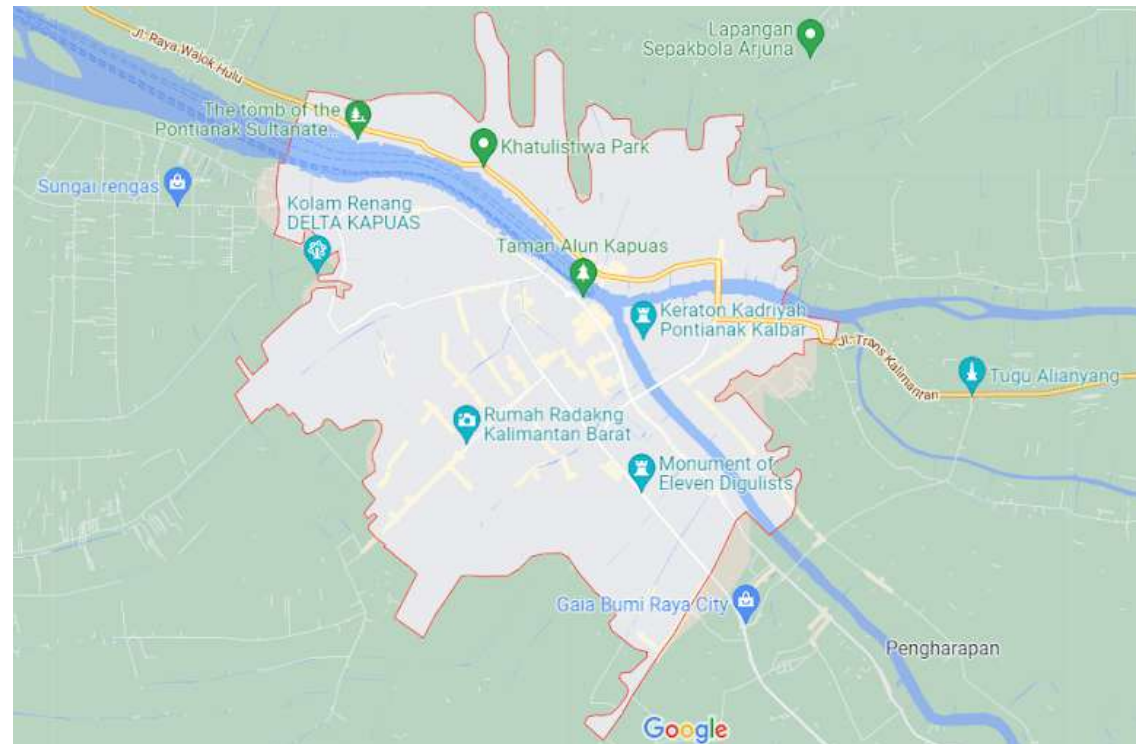 Lapangan
Sepakbola Arjuna
Jl. Raya Wajok Hulu
The tomb of the
Pontianak Sultanate...
Khatulistiwa Park
Sungai rengas
Kolam Renang
DELTA KAPUAS
Taman Alun Kapuas
Keraton Kadriyah
Pontianak Kalbar
Jl. Trans Kalimantan
Tugu Alianyang
Rumah Radakng
Kalimantan Barat
Monument of
Eleven Digulists
Gaia Bumi Raya City
Pengharapan
Google